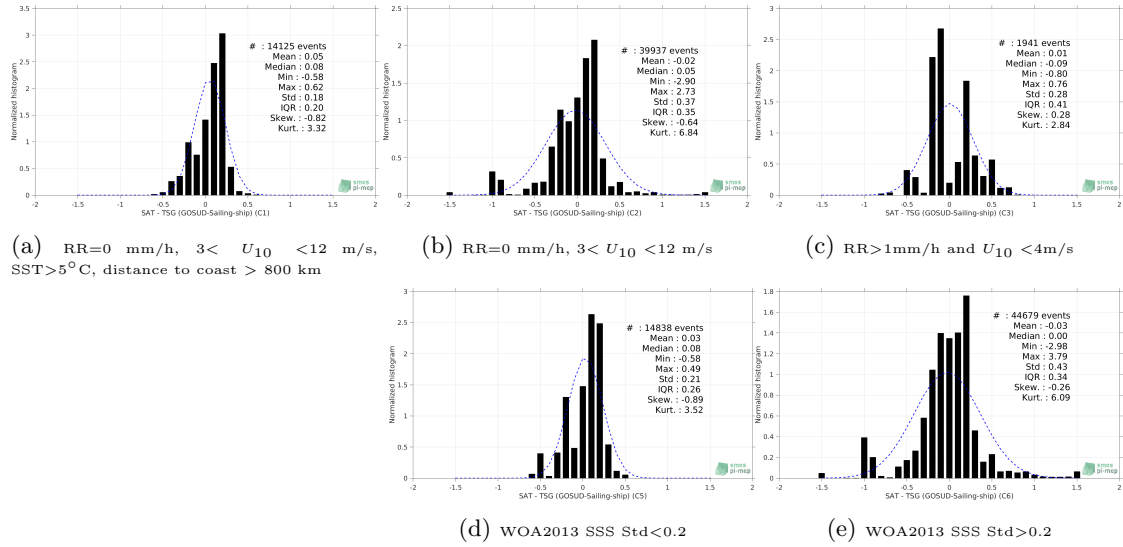 3.5
3
2.5
2
1.5
1
0.5
0
-2 -1.5 -1 -0.5 0 0.5 1 1.5 2
Normalized histogram
SAT - TSG (GOSUD-Sailing-ship) (C1)
# : 14125 events
Mean : 0.05
Median : 0.08
Min : -0.58
Max : 0.62
Std : 0.18
IQR : 0.20
Skew. : -0.82
Kurt. : 3.32
smos
pi-mep
(a) RR=0 mm/h, 3< U10 <12 m/s,
SST>5°C, distance to coast > 800 km
2.5
2
1.5
1
0.5
0
-2 -1.5 -1 -0.5 0 0.5 1 1.5 2
Normalized histogram
SAT - TSG (GOSUD-Sailing-ship) (C2)
# : 39937 events
Mean : -0.02
Median : 0.05
Min : -2.90
Max : 2.73
Std : 0.37
IQR : 0.35
Skew. : -0.64
Kurt. : 6.84
smos
pi-mep
(b) RR=0 mm/h, 3< U10 <12 m/s
3
2.5
2
1.5
1
0.5
0
-2 -1.5 -1 -0.5 0 0.5 1 1.5 2
Normalized histogram
SAT - TSG (GOSUD-Sailing-ship) (C3)
# : 1941 events
Mean : 0.01
Median : -0.09
Min : -0.80
Max : 0.76
Std : 0.28
IQR : 0.41
Skew. : 0.28
Kurt. : 2.84
smos
pi-mep
(c) RR>1mm/h and U10 <4m/s
3
2.5
2
1.5
1
0.5
0
-2 -1.5 -1 -0.5 0 0.5 1 1.5 2
Normalized histogram
SAT - TSG (GOSUD-Sailing-ship) (C5)
# : 14838 events
Mean : 0.03
Median : 0.08
Min : -0.58
Max : 0.49
Std : 0.21
IQR : 0.26
Skew. : -0.89
Kurt. : 3.52
smos
pi-mep
(d) WOA2013 SSS Std<0.2
1.8
1.6
1.4
1.2
1
0.8
0.6
0.4
0.2
0
-2 -1.5 -1 -0.5 0 0.5 1 1.5 2
Normalized histogram
SAT - TSG (GOSUD-Sailing-ship) (C6)
# : 44679 events
Mean : -0.03
Median : 0.00
Min : -2.98
Max : 3.79
Std : 0.43
IQR : 0.34
Skew. : -0.26
Kurt. : 6.09
smos
pi-mep
(e) WOA2013 SSS Std>0.2